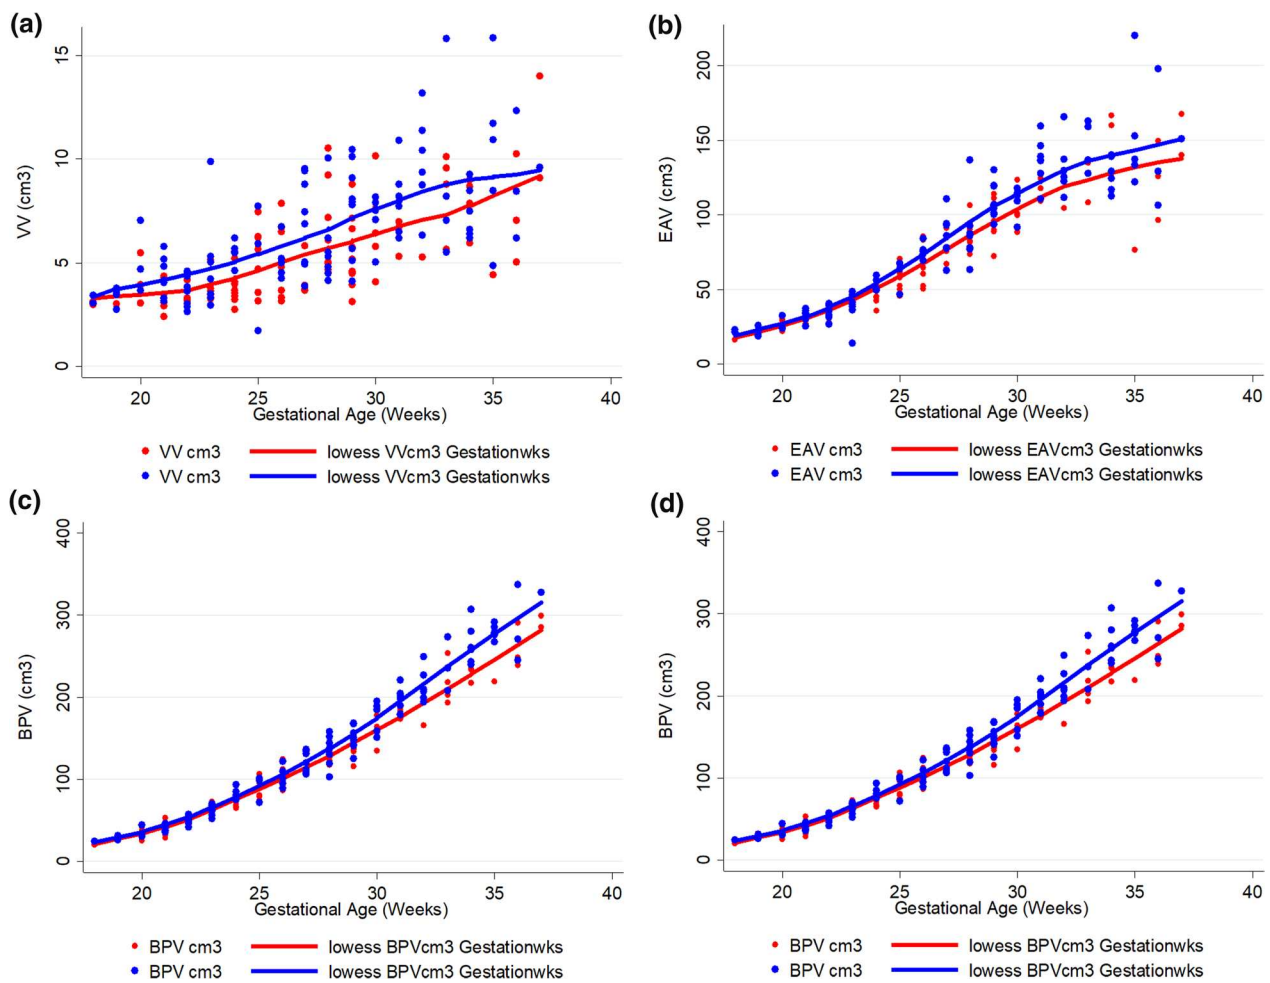 (a)
VV (cm3)
15
10
5
0
20 25 30 35 40
Gestational Age (Weeks)
VV cm3 lowess VVcm3 Gestationwks
VV cm3 lowess VVcm3 Gestationwks
(b)
EAV (cm3)
200
150
100
50
0
20 25 30 35 40
Gestational Age (Weeks)
EAV cm3 lowess EAVcm3 Gestationwks
EAV cm3 lowess EAVcm3 Gestationwks
(c)
BPV (cm3)
400
300
200
100
0
20 25 30 35 40
Gestational Age (Weeks)
BPV cm3 lowess BPVcm3 Gestationwks
BPV cm3 lowess BPVcm3 Gestationwks
(d)
BPV (cm3)
400
300
200
100
0
20 25 30 35 40
Gestational Age (Weeks)
BPV cm3 lowess BPVcm3 Gestationwks
BPV cm3 lowess BPVcm3 Gestationwks